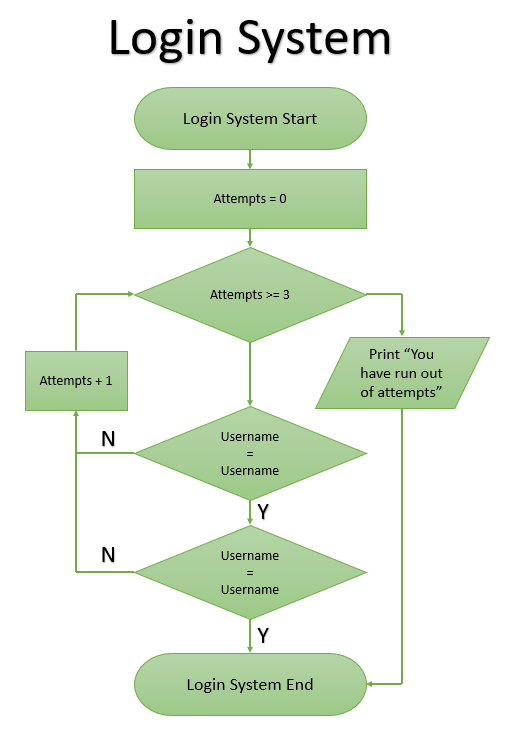 Login System
Login System Start
Attempts = 0
Attempts >= 3
Print “You
have run out
of attempts”
Attempts + 1
N
Username
=
Username
Y
N
Username
=
Username
Y
Login System End